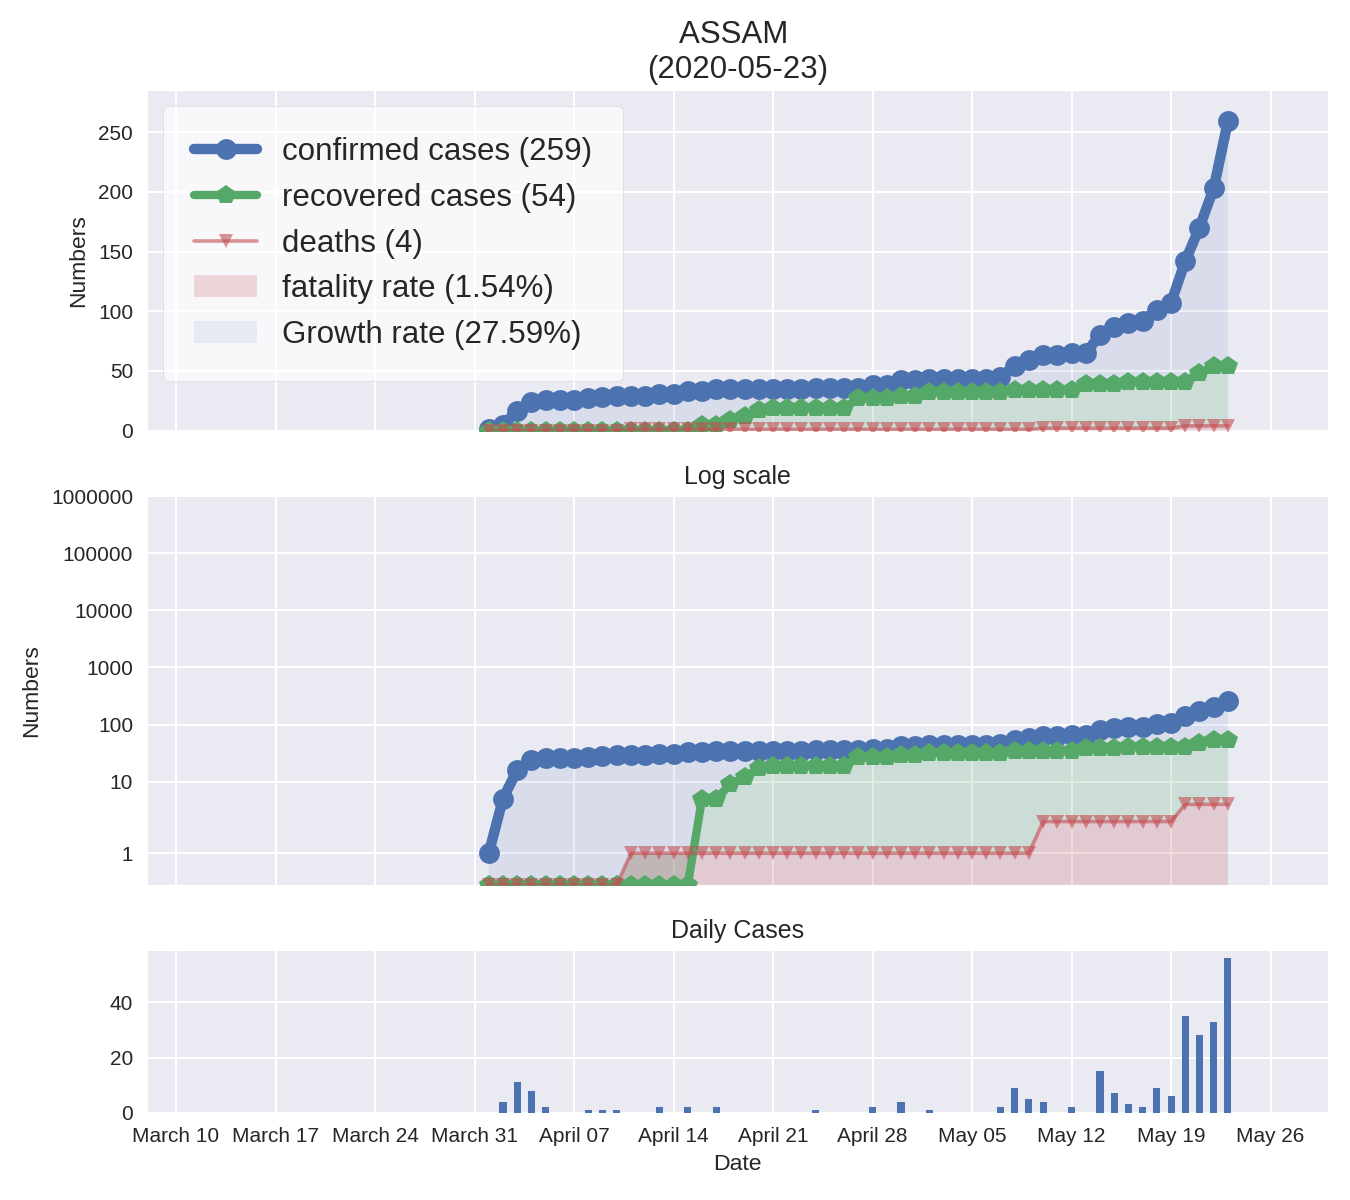 ASSAM
(2020-05-23)
250
200
150
100
50
0
Numbers
confirmed cases (259)
recovered cases (54)
deaths (4)
fatality rate (1.54%)
Growth rate (27.59%)
Log scale
1000000
100000
10000
1000
100
10
1
Numbers
Daily Cases
40
20
0
March 10 March 17 March 24 March 31 April 07 April 14 April 21 April 28 May 05 May 12 May 19 May 26
Date